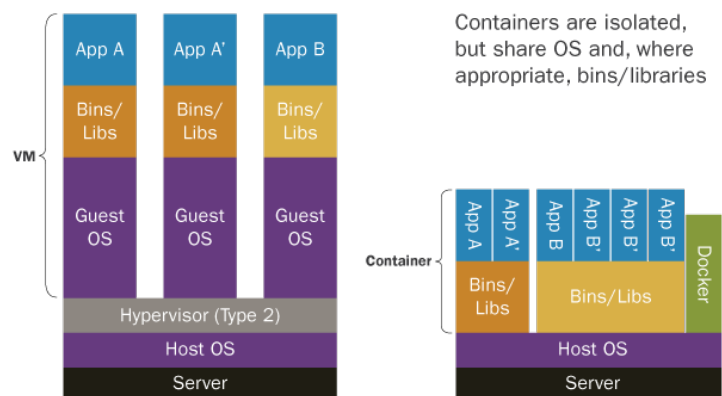 App A
App A'
App B
Bins/
Libs
Bins/
Libs
Bins/
Libs
VM
Guest
OS
Guest
OS
Guest
OS
Hypervisor (Type 2)
Host OS
Server
Containers are isolated,
but share OS and, where
appropriate, bins/libraries
App A
App A'
App B
App B'
App B'
App B'
Docker
Container
Bins/
Libs
Bins/Libs
Host OS
Server